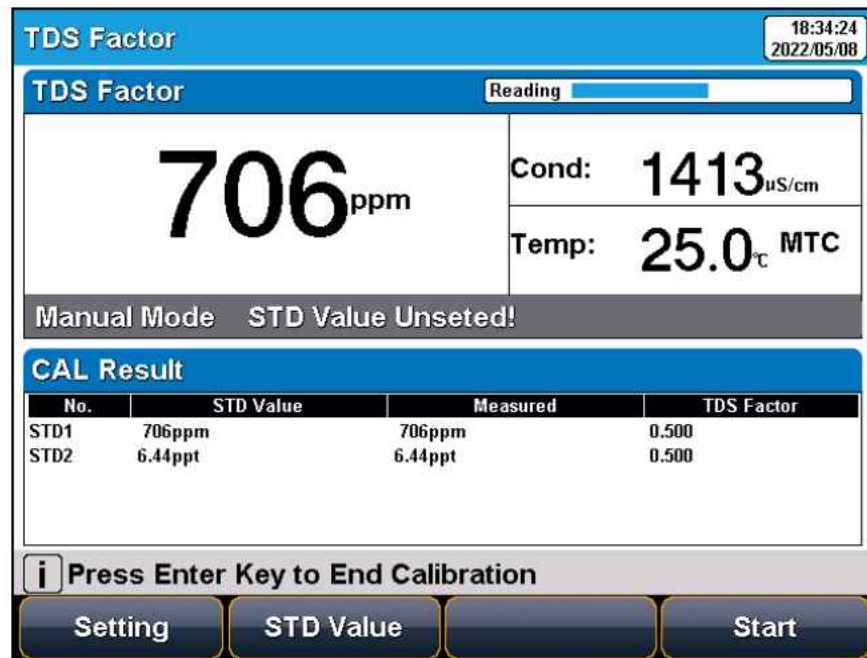 TDS Factor
18:34:24
2022/05/08
TDS Factor
Reading
706ppm
Cond: 1413µS/cm
Temp: 25.0℃ MTC
Manual Mode STD Value Unseted!
CAL Result
No. STD Value Measured TDS Factor
STD1 706ppm 706ppm 0.500
STD2 6.44ppt 6.44ppt 0.500
i Press Enter Key to End Calibration
Setting STD Value Start